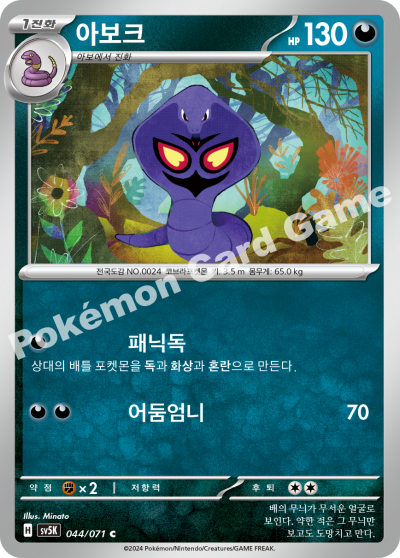 1진화 아보크 HP 130
아보에서 진화
전국도감 NO.0024 코브라포켓몬 키: 3.5 m 몸무게: 65.0 kg
패닉독
상대의 배틀 포켓몬을 독과 화상과 혼란으로 만든다.
어둠엄니 70
약점 ×2 저항력 후퇴
Illus. Minato
H sv5K 044/071 C
배의 무늬가 무서운 얼굴로
보인다. 약한 적은 그 무늬만
보고도 도망치고 만다.
©2024 Pokémon/Nintendo/Creatures/GAME FREAK.
Pokémon Card Game